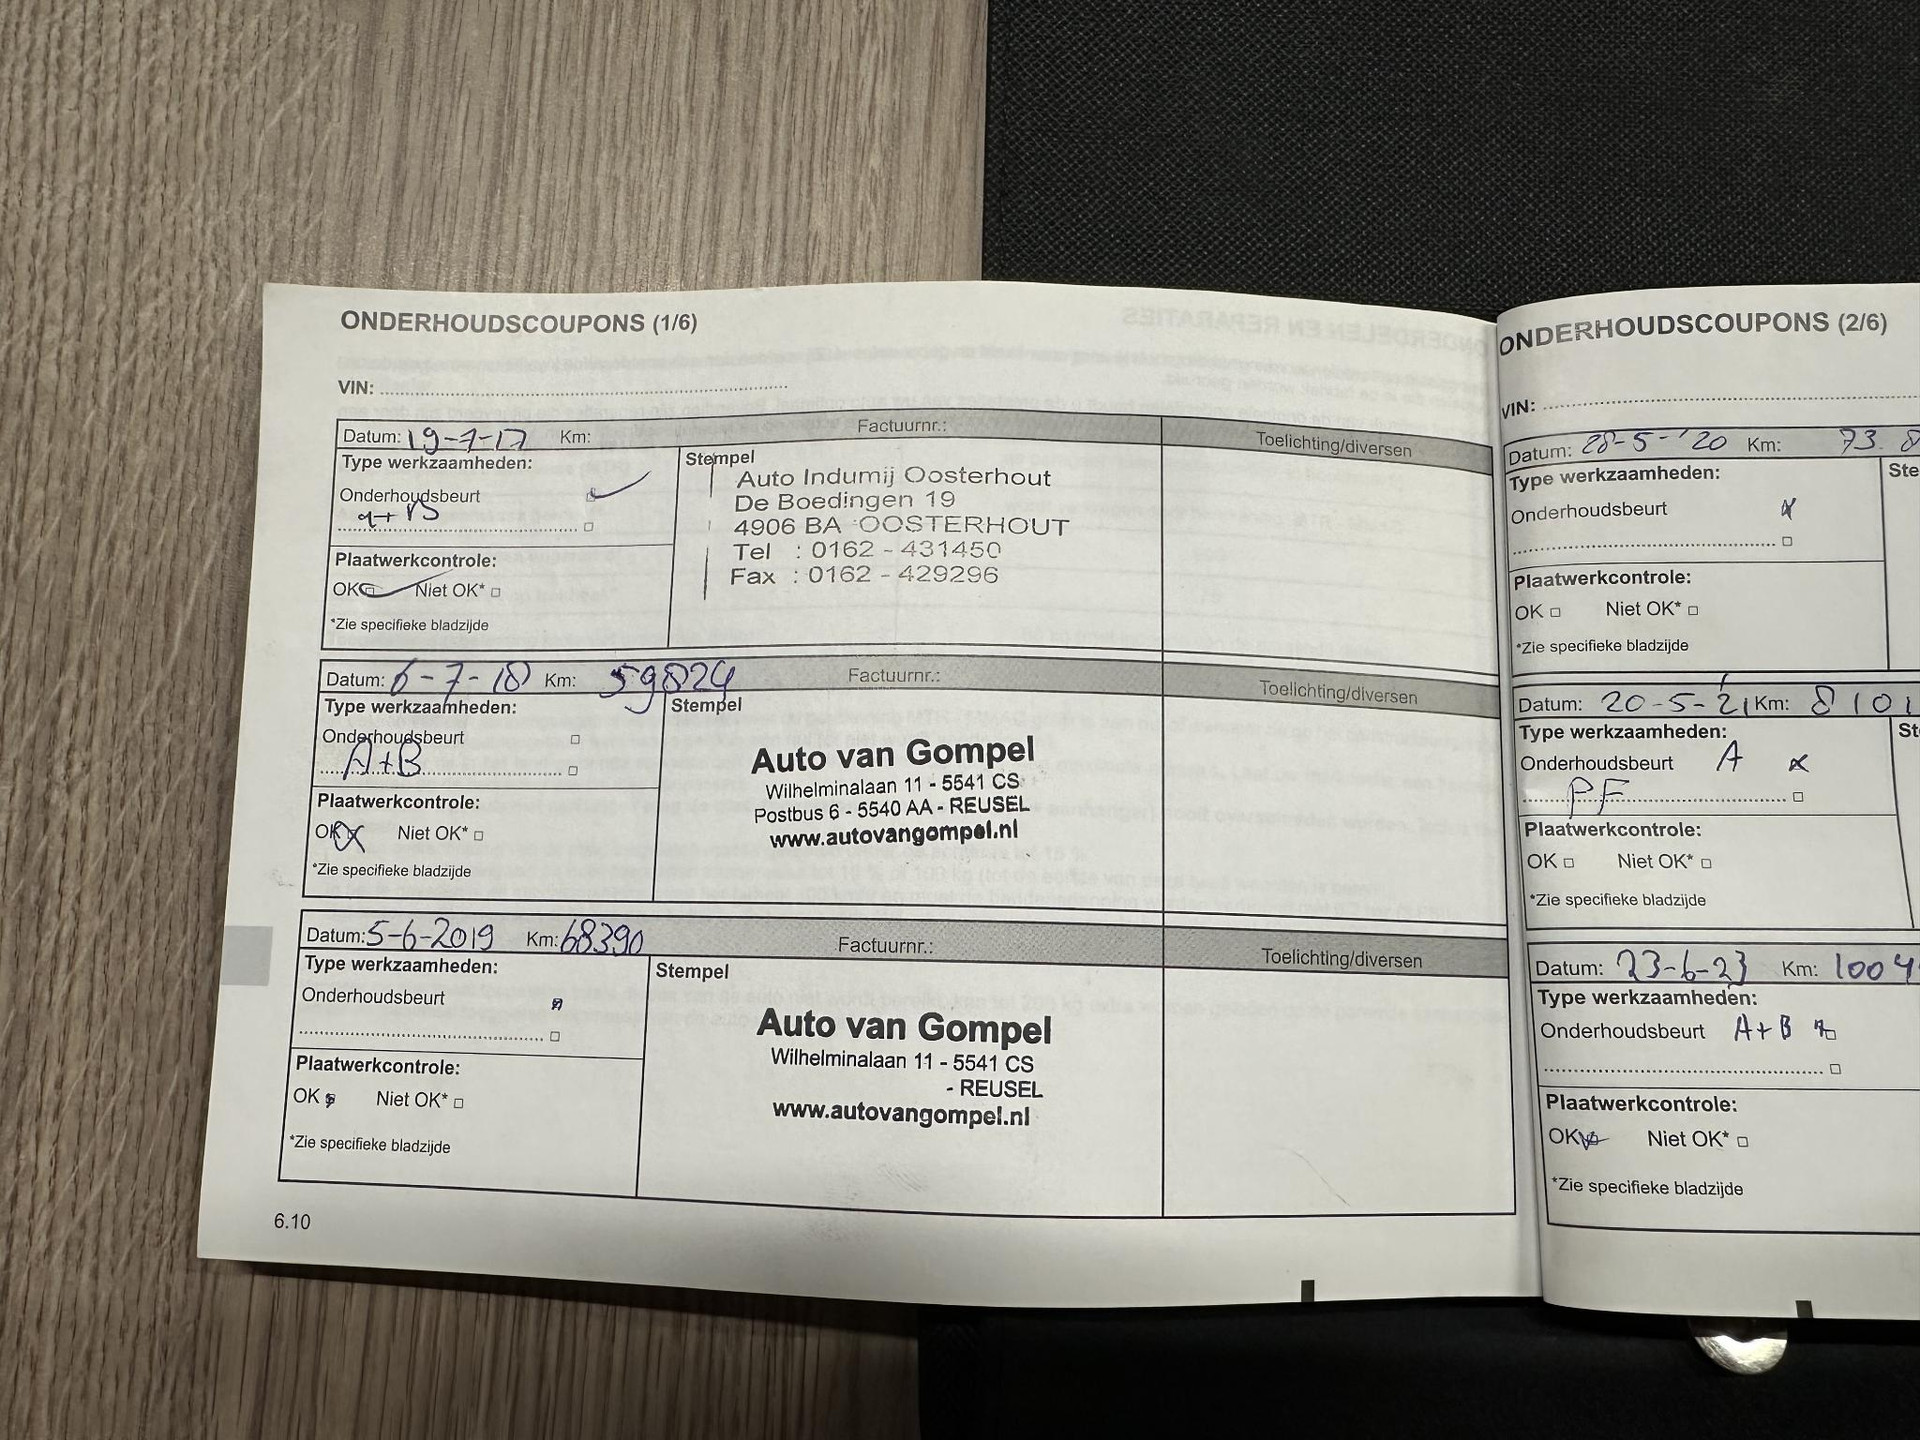 ONDERHOUDSCOUPONS (1/6)
VIN:
Datum: 19-7-17 Km: Factuurnr.: Toelichting/diversen
Type werkzaamheden: Stempel
Onderhoudsbeurt
a+B
Auto Indumij Oosterhout
De Boedingen 19
4906 BA OOSTERHOUT
Tel : 0162 - 431450
Fax : 0162 - 429296
Plaatwerkcontrole:
OK Niet OK*
*Zie specifieke bladzijde
Datum: 6-7-18 Km: 59824 Factuurnr.: Toelichting/diversen
Type werkzaamheden: Stempel
Onderhoudsbeurt
A+B
Auto van Gompel
Wilhelminalaan 11 - 5541 CS
Postbus 6 - 5540 AA - REUSEL
www.autovangompel.nl
Plaatwerkcontrole:
OK Niet OK*
*Zie specifieke bladzijde
Datum: 5-6-2019 Km: 68390 Factuurnr.: Toelichting/diversen
Type werkzaamheden: Stempel
Onderhoudsbeurt
Auto van Gompel
Wilhelminalaan 11 - 5541 CS
- REUSEL
www.autovangompel.nl
Plaatwerkcontrole:
OK Niet OK*
*Zie specifieke bladzijde
6.10
ONDERHOUDSCOUPONS (2/6)
VIN:
Datum: 28-5-'20 Km: 73.8
Type werkzaamheden: Ste
Onderhoudsbeurt
Plaatwerkcontrole:
OK Niet OK*
*Zie specifieke bladzijde
Datum: 20-5-'21 Km: 8101
Type werkzaamheden: St
Onderhoudsbeurt A
PF
Plaatwerkcontrole:
OK Niet OK*
*Zie specifieke bladzijde
Datum: 23-6-23 Km: 1004
Type werkzaamheden:
Onderhoudsbeurt A+B
Plaatwerkcontrole:
OK Niet OK*
*Zie specifieke bladzijde